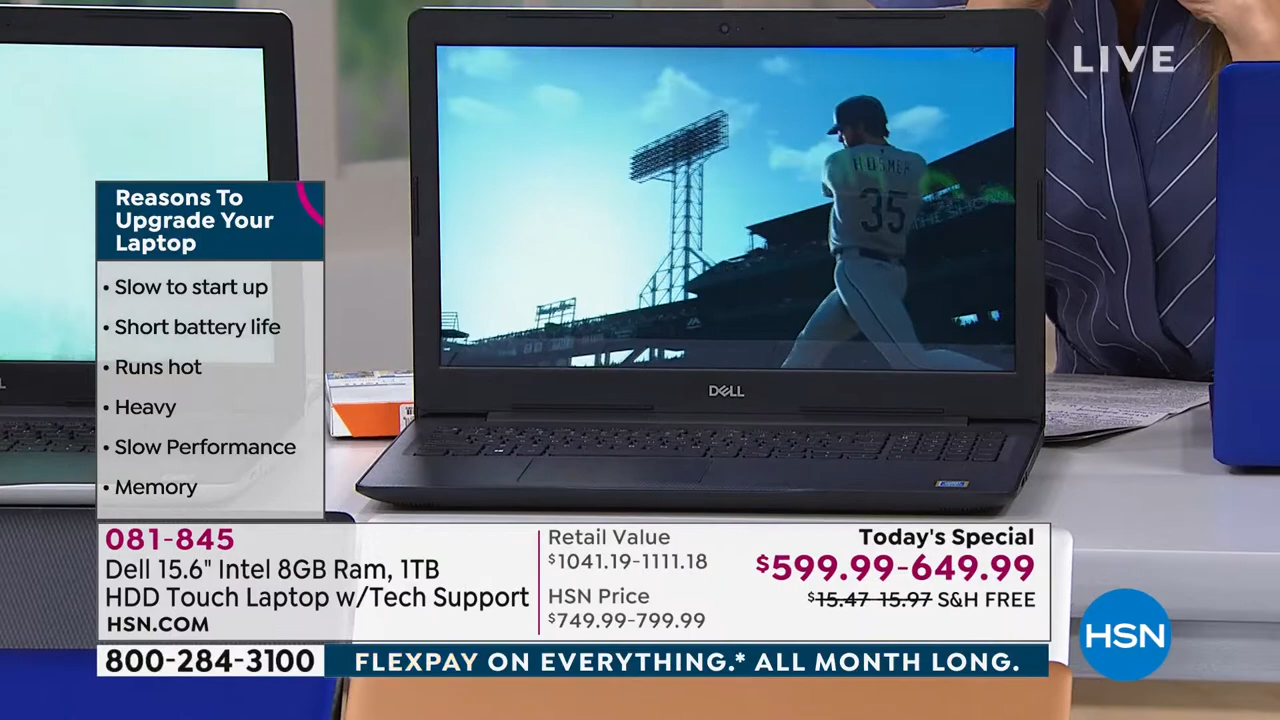 LIVE
HOSMER
35
THE SHOW
DELL
Reasons To
Upgrade Your
Laptop
• Slow to start up
• Short battery life
• Runs hot
• Heavy
• Slow Performance
• Memory
081-845
Dell 15.6" Intel 8GB Ram, 1TB
HDD Touch Laptop w/Tech Support
HSN.COM
Retail Value
$1041.19-1111.18
HSN Price
$749.99-799.99
Today's Special
$599.99-649.99
$15.47-15.97 S&H FREE
HSN
800-284-3100
FLEXPAY ON EVERYTHING.* ALL MONTH LONG.